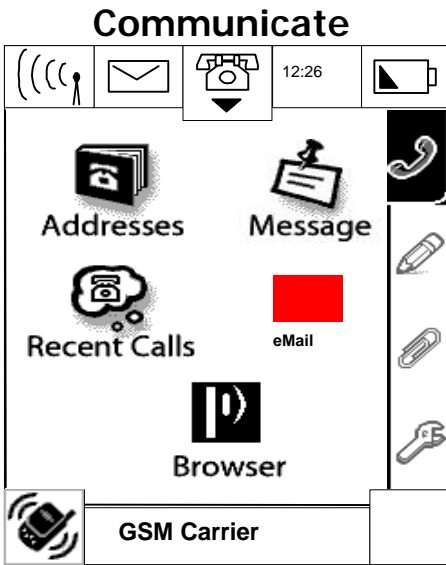 Communicate
12:26
Addresses
Message
Recent Calls
eMail
Browser
GSM Carrier